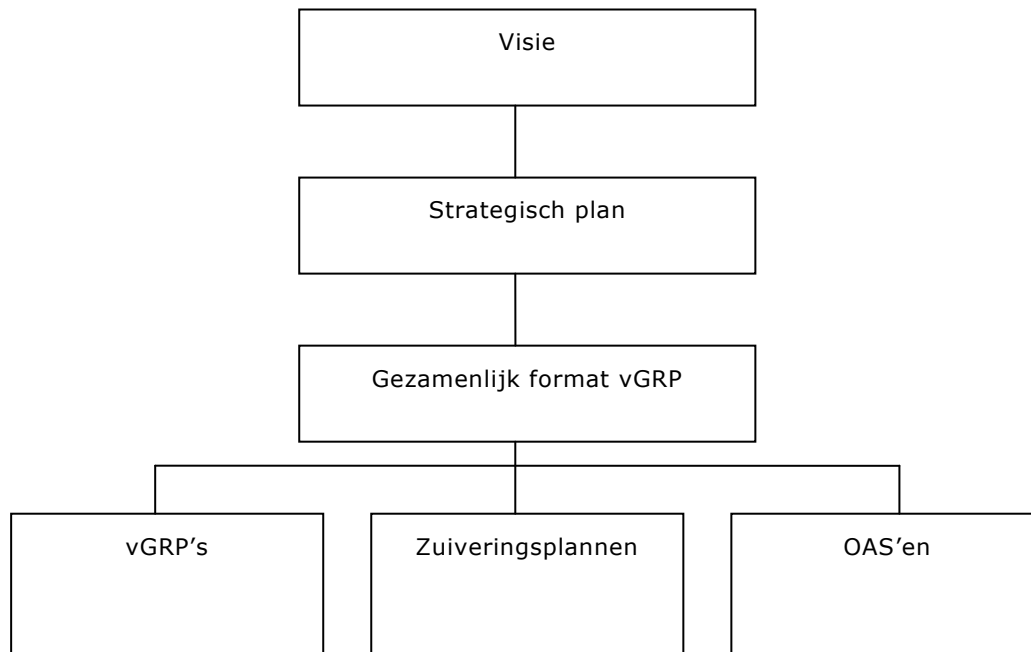 Visie
Strategisch plan
Gezamenlijk format vGRP
vGRP’s
Zuiveringsplannen
OAS’en